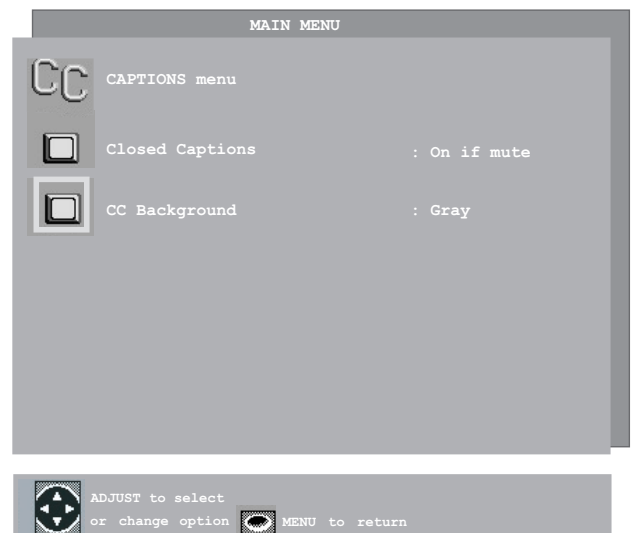 MAIN MENU
CC CAPTIONS menu
Closed Captions : On if mute
CC Background : Gray
ADJUST to select
or change option MENU to return